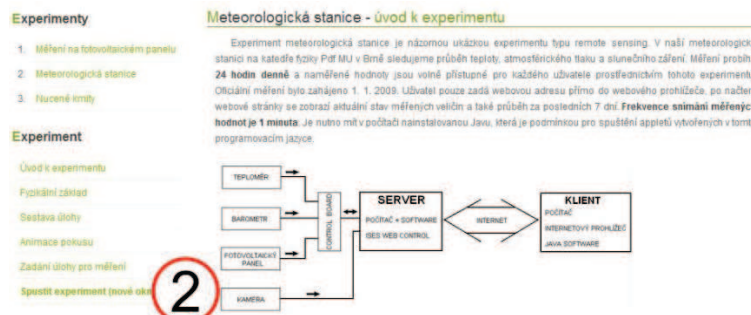 Experimenty
1. Měření na fotovoltaickém panelu
2. Meteorologická stanice
3. Nucené kmity
Experiment
Úvod k experimentu
Fyzikální základ
Sestava úlohy
Animace pokusu
Zadání úlohy pro měření
Spustit experiment (nové
2
Meteorologická stanice - úvod k experimentu
Experiment meteorologická stanice je názornou ukázkou experimentu typu remote sensing. V naší meteorologick
stanici na katedře fyziky Pdf MU v Brně sledujeme průběh teploty, atmosférického tlaku a slunečního záření. Měření probíh
24 hodin denně a naměřené hodnoty jsou volně přístupné pro každého uživatele prostřednictvím tohoto experiment
Oficiální měření bylo zahájeno 1. 1. 2009. Uživatel pouze zadá webovou adresu přímo do webového prohlížeče, po načter
webové stránky se zobrazí aktuální stav měřených veličin a také průběh za posledních 7 dní. Frekvence snímání měřenýc
hodnot je 1 minuta. Je nutno mít v počítači nainstalovanou Javu, která je podmínkou pro spuštění appletů vytvořených v tomt
programovacím jazyce.
TEPLOMĚR
BAROMETR
FOTOVOLTAICKÝ
PANEL
KAMERA
CONTROL BOARD
SERVER
POČÍTAČ + SOFTWARE
ISES WEB CONTROL
INTERNET
KLIENT
POČÍTAČ
INTERNETOVÝ PROHLÍŽEČ
JAVA SOFTWARE